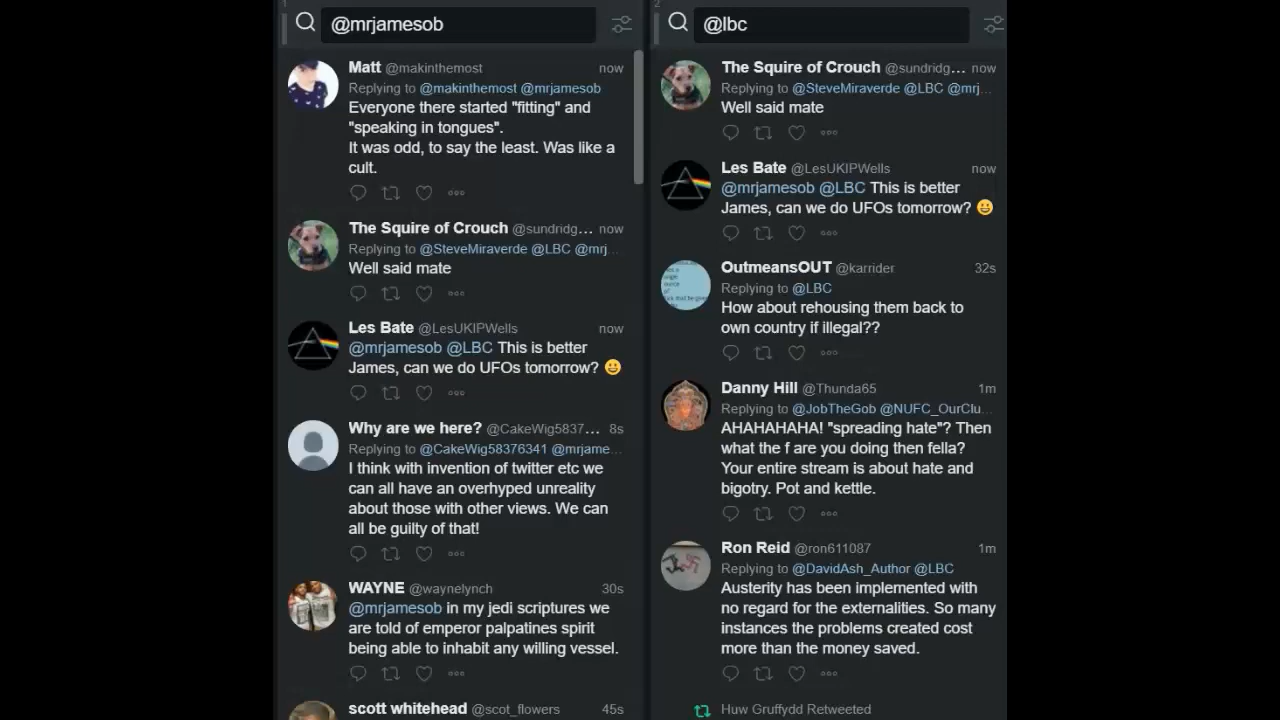 1
@mrjamesob
Matt @makinthemost now
Replying to @makinthemost @mrjamesob
Everyone there started "fitting" and
"speaking in tongues".
It was odd, to say the least. Was like a
cult.
The Squire of Crouch @sundridg... now
Replying to @SteveMiraverde @LBC @mrj...
Well said mate
Les Bate @LesUKIPWells now
@mrjamesob @LBC This is better
James, can we do UFOs tomorrow? 😀
Why are we here? @CakeWig5837... 8s
Replying to @CakeWig58376341 @mrjame...
I think with invention of twitter etc we
can all have an overhyped unreality
about those with other views. We can
all be guilty of that!
WAYNE @waynelynch 30s
@mrjamesob in my jedi scriptures we
are told of emperor palpatines spirit
being able to inhabit any willing vessel.
scott whitehead @scot_flowers 45s
2
@lbc
The Squire of Crouch @sundridg... now
Replying to @SteveMiraverde @LBC @mrj...
Well said mate
Les Bate @LesUKIPWells now
@mrjamesob @LBC This is better
James, can we do UFOs tomorrow? 😀
OutmeansOUT @karrider 32s
Replying to @LBC
How about rehousing them back to
own country if illegal??
Danny Hill @Thunda65 1m
Replying to @JobTheGob @NUFC_OurClu...
AHAHAHAHA! "spreading hate"? Then
what the f are you doing then fella?
Your entire stream is about hate and
bigotry. Pot and kettle.
Ron Reid @ron611087 1m
Replying to @DavidAsh_Author @LBC
Austerity has been implemented with
no regard for the externalities. So many
instances the problems created cost
more than the money saved.
Huw Gruffydd Retweeted